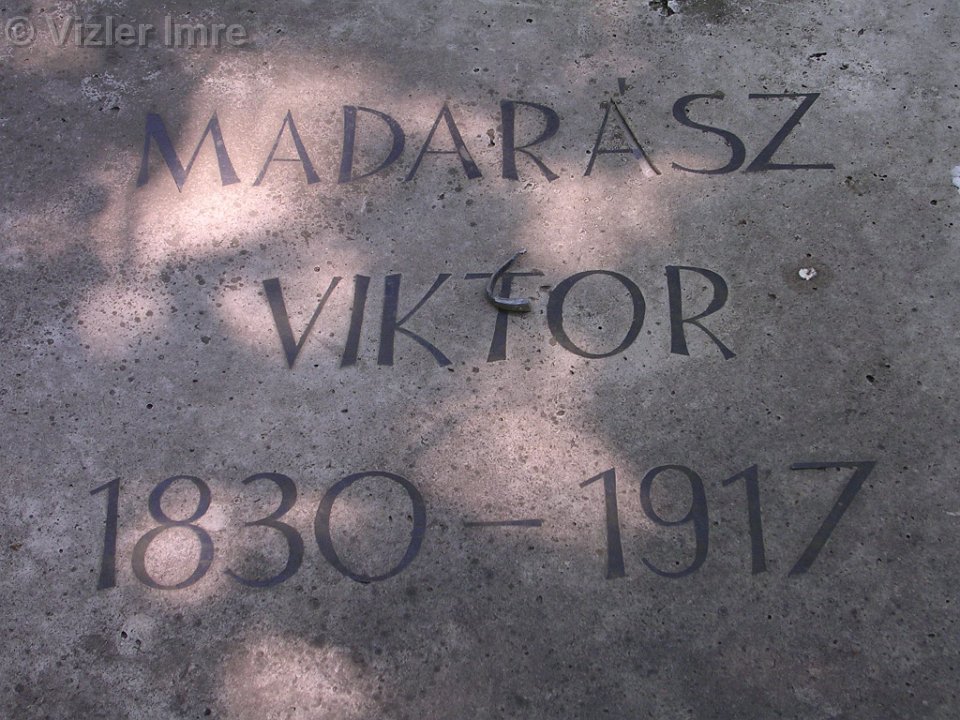 © Vizler Imre
MADARÁSZ
VIKTOR
1830 – 1917